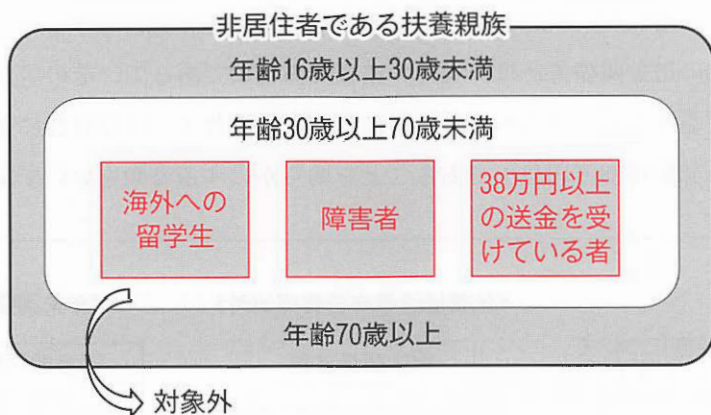 非居住者である扶養親族
年齢16歳以上30歳未満
年齢30歳以上70歳未満
海外への
留学生
障害者
38万円以上
の送金を受
けている者
年齢70歳以上
対象外